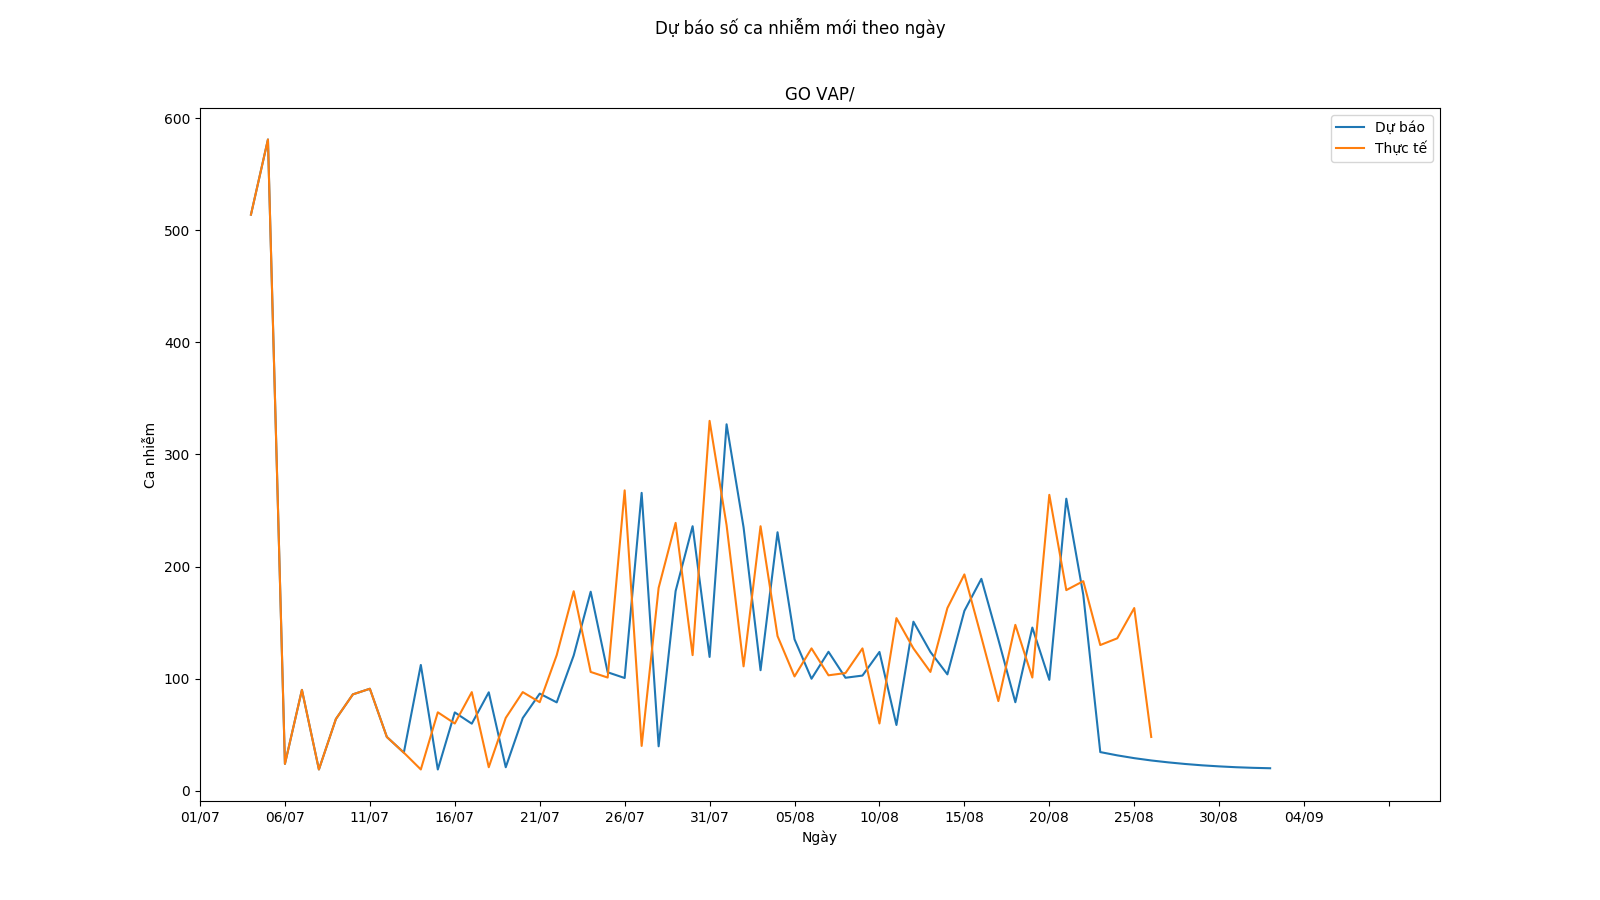 Dự báo số ca nhiễm mới theo ngày
GO VAP/
Dự báo
Thực tế
600
500
400
300
200
100
0
Ca nhiễm
01/07 06/07 11/07 16/07 21/07 26/07 31/07 05/08 10/08 15/08 20/08 25/08 30/08 04/09
Ngày